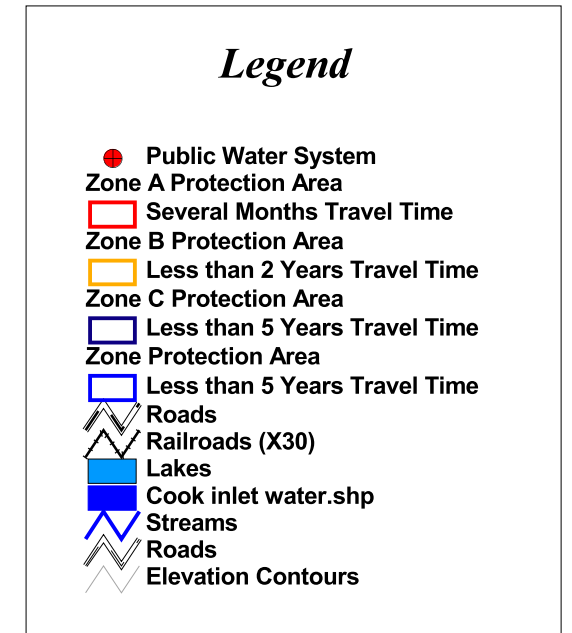 Legend
Public Water System
Zone A Protection Area
Several Months Travel Time
Zone B Protection Area
Less than 2 Years Travel Time
Zone C Protection Area
Less than 5 Years Travel Time
Zone Protection Area
Less than 5 Years Travel Time
Roads
Railroads (X30)
Lakes
Cook inlet water.shp
Streams
Roads
Elevation Contours